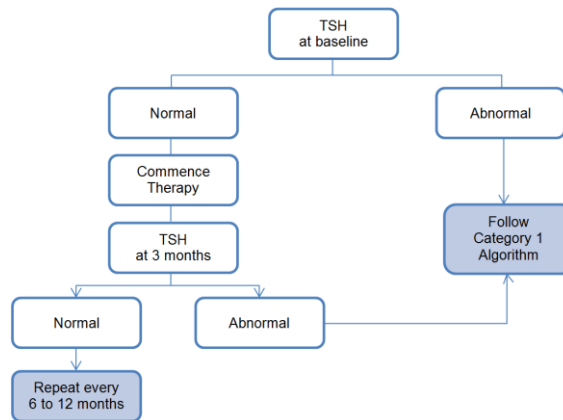 TSH
at baseline
Normal
Abnormal
Commence
Therapy
TSH
at 3 months
Follow
Category 1
Algorithm
Normal
Abnormal
Repeat every
6 to 12 months